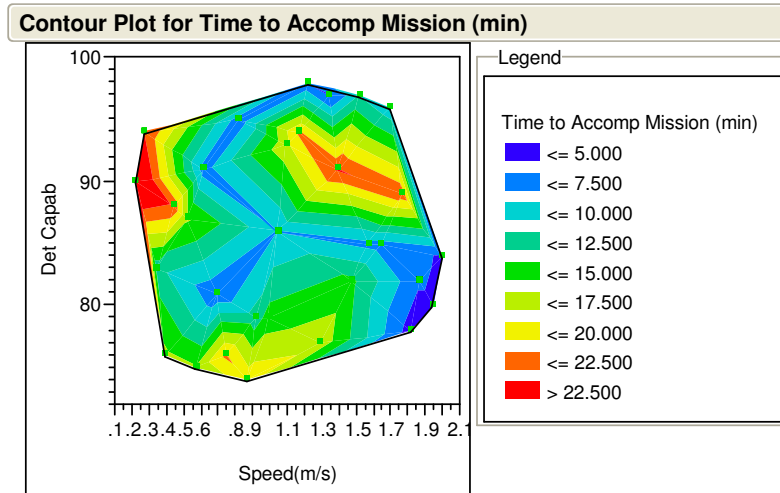 Contour Plot for Time to Accomp Mission (min)
Legend
100
90
80
Det Capab
.1.2.3.4.5.6 .8.9 1.1 1.3 1.5 1.7 1.9 2.1
Speed(m/s)
Time to Accomp Mission (min)
<= 5.000
<= 7.500
<= 10.000
<= 12.500
<= 15.000
<= 17.500
<= 20.000
<= 22.500
> 22.500